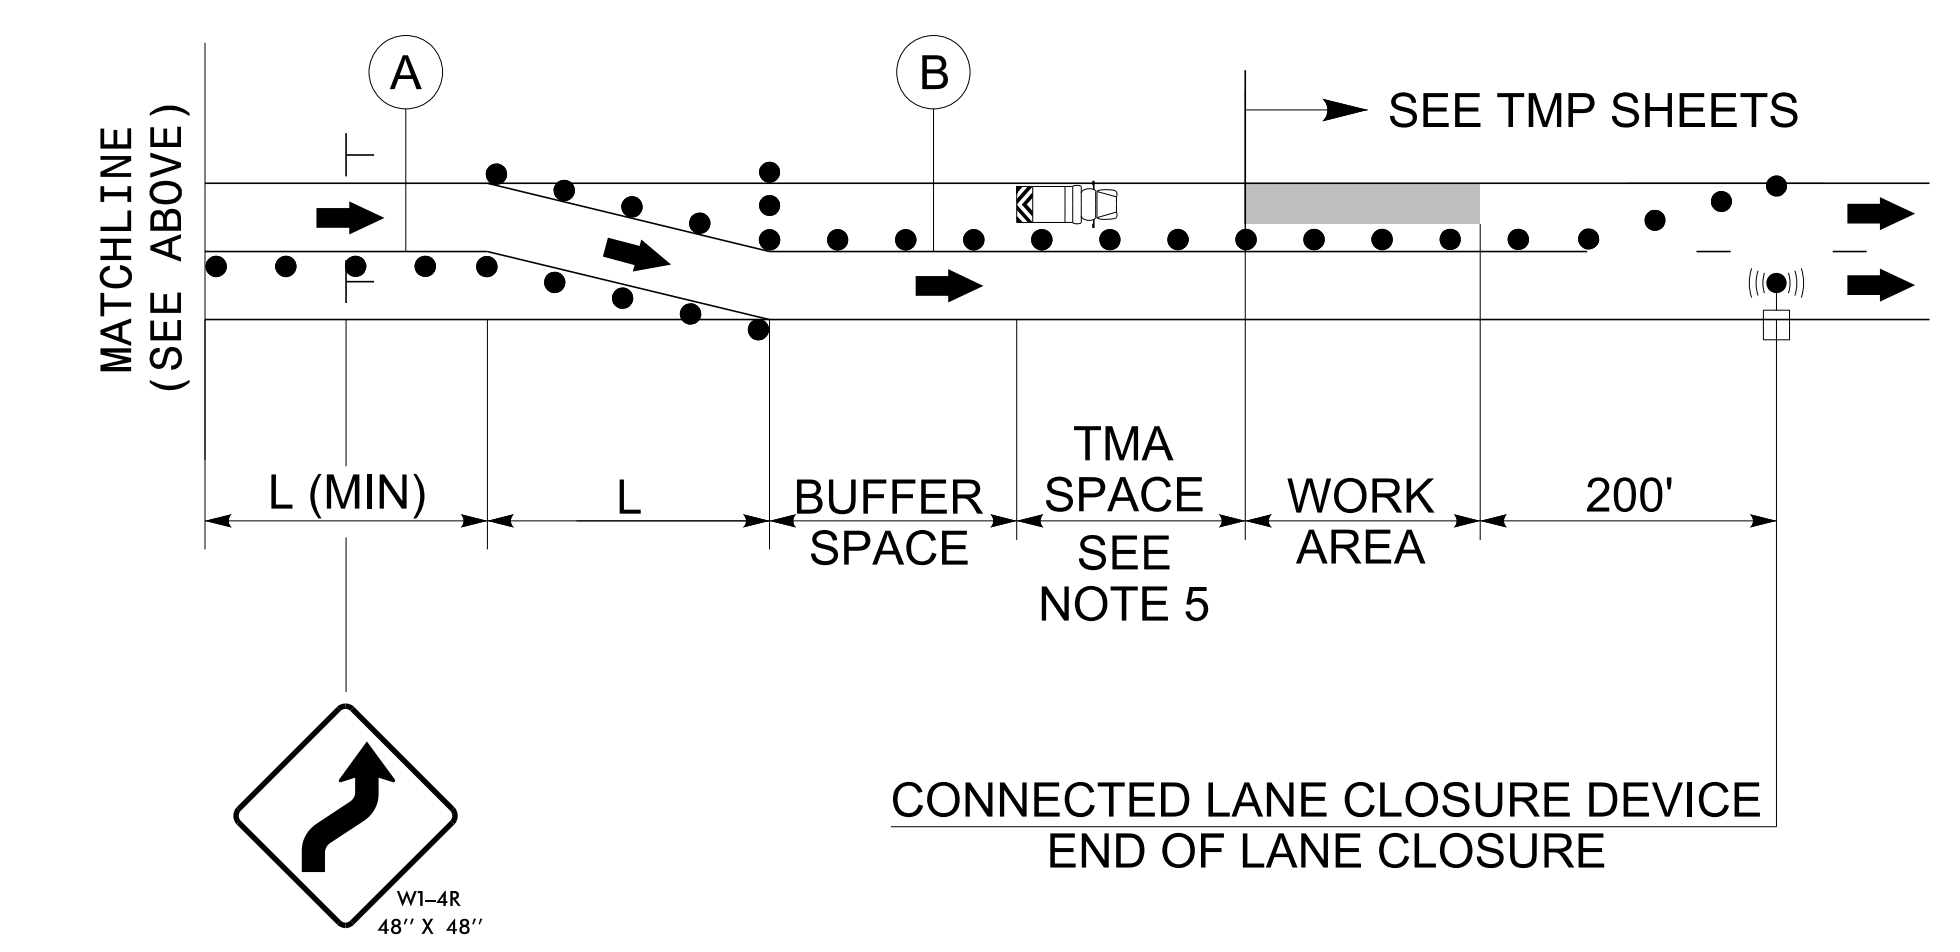 A
B
SEE TMP SHEETS
MATCHLINE
(SEE ABOVE)
L (MIN)
L
BUFFER
SPACE
TMA
SPACE
SEE
NOTE 5
WORK
AREA
200'
W1-4R
48'' X 48''
CONNECTED LANE CLOSURE DEVICE
END OF LANE CLOSURE